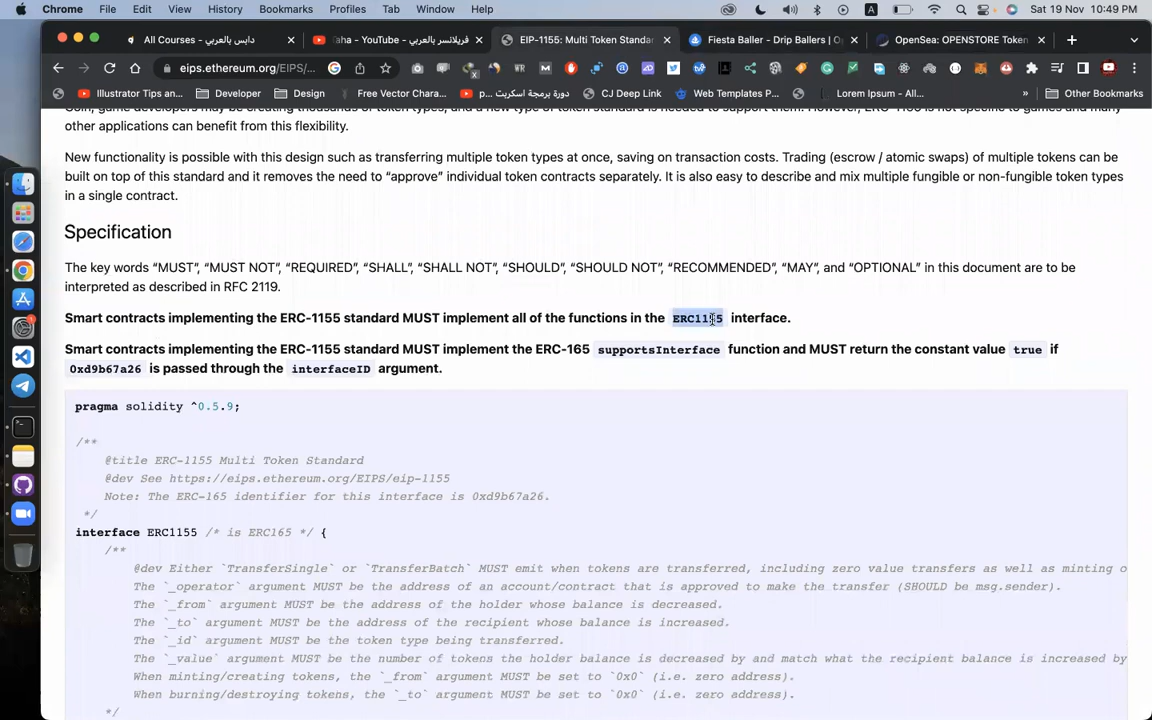 Chrome File Edit View History Bookmarks Profiles Tab Window Help
A Sat 19 Nov 10:49 PM
All Courses - دابس بالعربي
فريلانسر بالعربي - YouTube - aha
EIP-1155: Multi Token Standar
Fiesta Baller - Drip Ballers | Op
OpenSea: OPENSTORE Token
eips.ethereum.org/EIPS/...
Illustrator Tips an... Developer Design Free Vector Chara... دورة برمجة اسكريبت... CJ Deep Link Web Templates P... Lorem Ipsum - All... » Other Bookmarks
other applications can benefit from this flexibility.
New functionality is possible with this design such as transferring multiple token types at once, saving on transaction costs. Trading (escrow / atomic swaps) of multiple tokens can be
built on top of this standard and it removes the need to “approve” individual token contracts separately. It is also easy to describe and mix multiple fungible or non-fungible token types
in a single contract.
Specification
The key words “MUST”, “MUST NOT”, “REQUIRED”, “SHALL”, “SHALL NOT”, “SHOULD”, “SHOULD NOT”, “RECOMMENDED”, “MAY”, and “OPTIONAL” in this document are to be
interpreted as described in RFC 2119.
Smart contracts implementing the ERC-1155 standard MUST implement all of the functions in the ERC1155 interface.
Smart contracts implementing the ERC-1155 standard MUST implement the ERC-165 supportsInterface function and MUST return the constant value true if
0xd9b67a26 is passed through the interfaceID argument.
pragma solidity ^0.5.9;
/**
@title ERC-1155 Multi Token Standard
@dev See https://eips.ethereum.org/EIPS/eip-1155
Note: The ERC-165 identifier for this interface is 0xd9b67a26.
*/
interface ERC1155 /* is ERC165 */ {
/**
@dev Either `TransferSingle` or `TransferBatch` MUST emit when tokens are transferred, including zero value transfers as well as minting o
The `_operator` argument MUST be the address of an account/contract that is approved to make the transfer (SHOULD be msg.sender).
The `_from` argument MUST be the address of the holder whose balance is decreased.
The `_to` argument MUST be the address of the recipient whose balance is increased.
The `_id` argument MUST be the token type being transferred.
The `_value` argument MUST be the number of tokens the holder balance is decreased by and match what the recipient balance is increased by
When minting/creating tokens, the `_from` argument MUST be set to `0x0` (i.e. zero address).
When burning/destroying tokens, the `_to` argument MUST be set to `0x0` (i.e. zero address).
*/